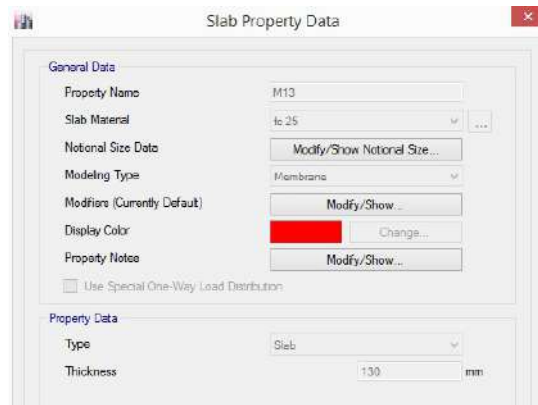 Slab Property Data
General Data
Property Name M13
Slab Material fc 25 ...
Notional Size Data Modify/Show Notional Size...
Modeling Type Membrane
Modifiers (Currently Default) Modify/Show...
Display Color Change...
Property Notes Modify/Show...
Use Special One-Way Load Distribution
Property Data
Type Slab
Thickness 130 mm